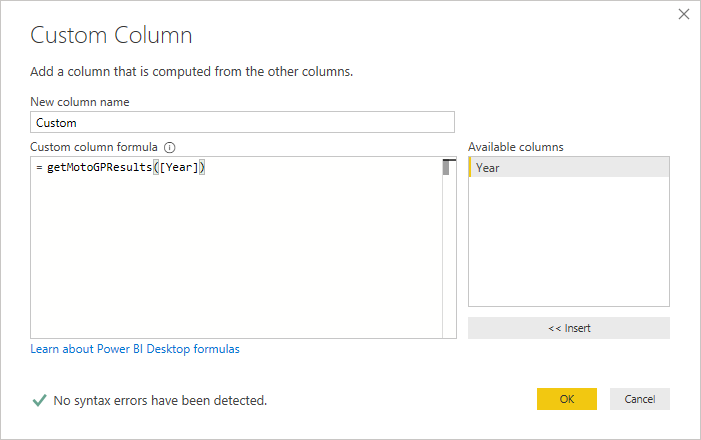 Custom Column
Add a column that is computed from the other columns.
New column name
Custom
Custom column formula
Available columns
= getMotoGPResults([Year])
Year
<< Insert
Learn about Power BI Desktop formulas
No syntax errors have been detected.
OK
Cancel